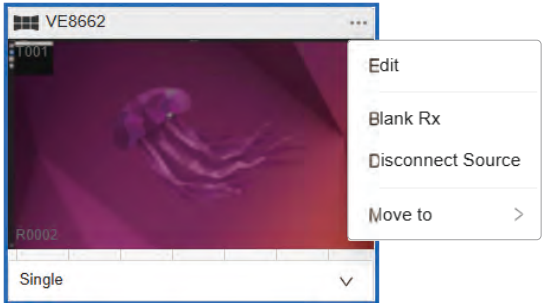 VE8662
T001
Edit
Blank Rx
Disconnect Source
Move to
R0002
Single